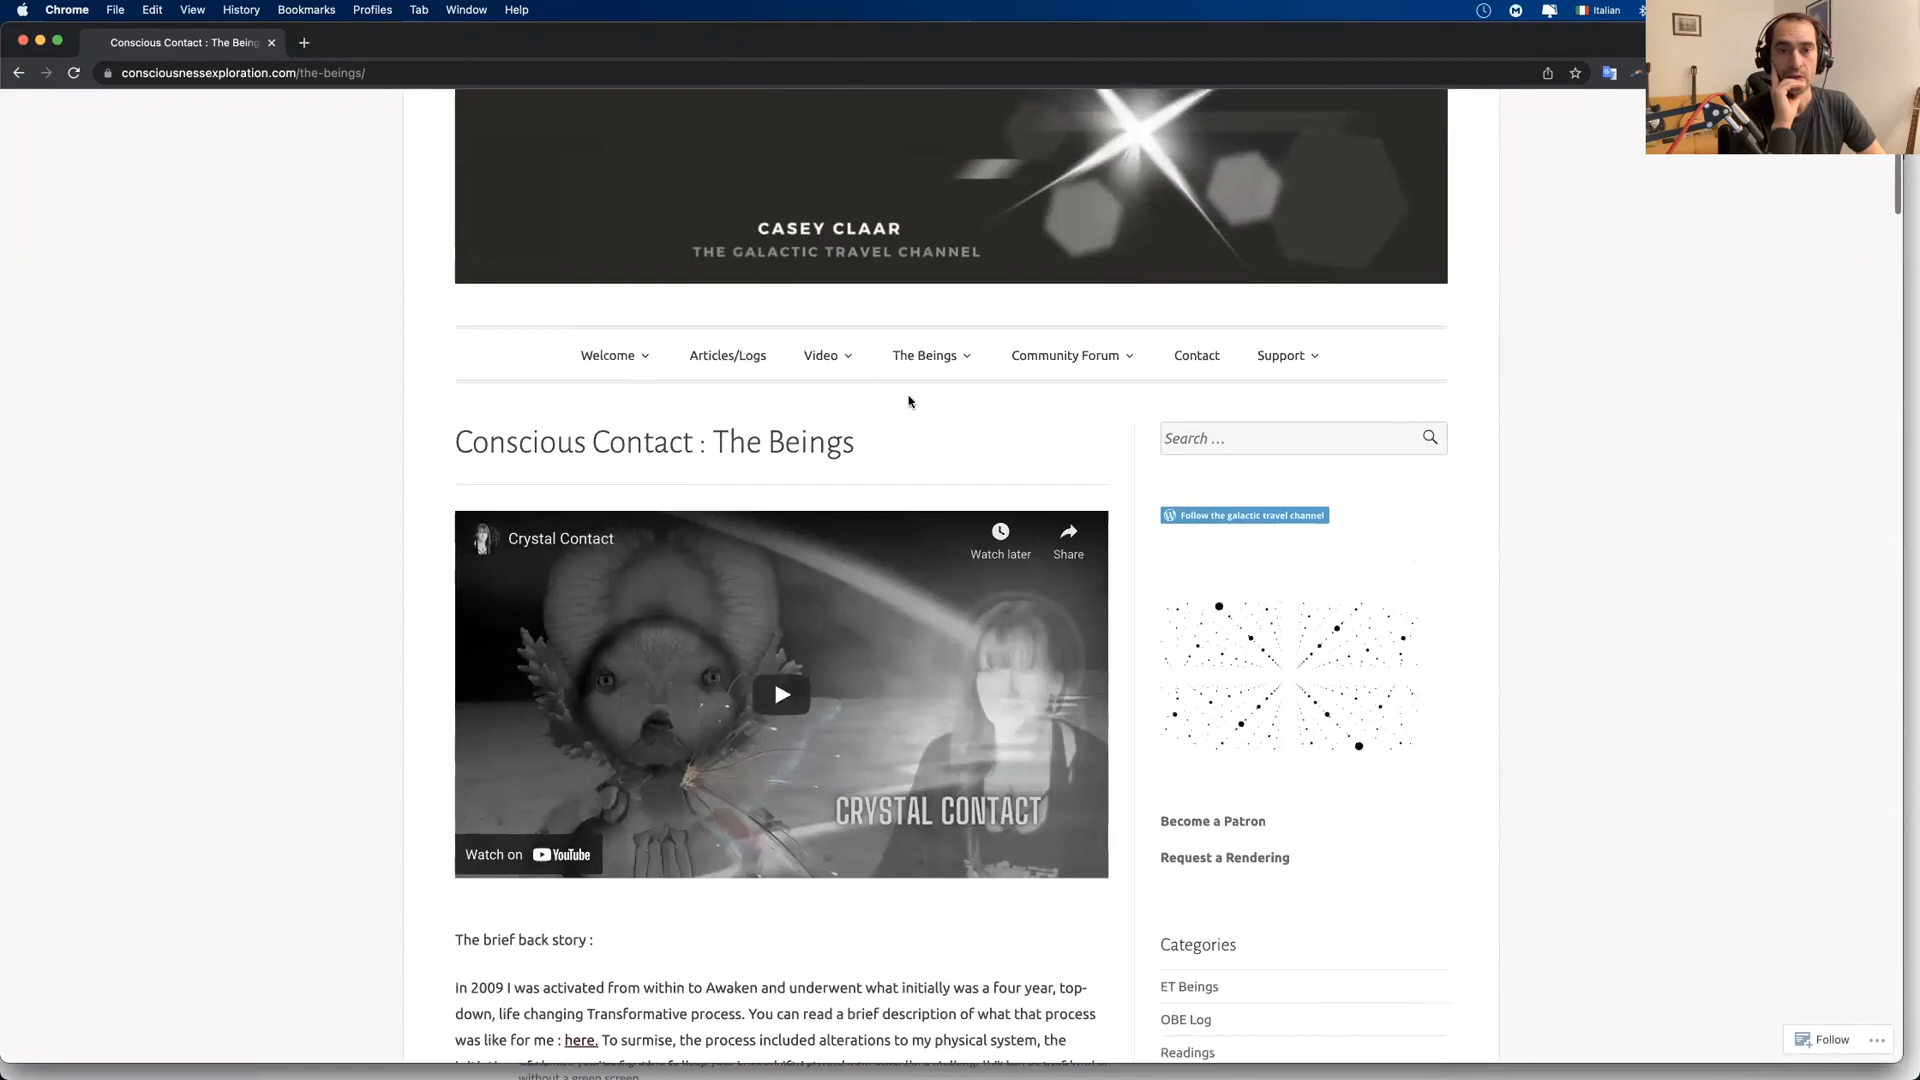 Chrome File Edit View History Bookmarks Profiles Tab Window Help
Italian
Conscious Contact : The Being
consciousnessexploration.com/the-beings/
CASEY CLAAR
THE GALACTIC TRAVEL CHANNEL
Welcome Articles/Logs Video The Beings Community Forum Contact Support
Conscious Contact : The Beings
Search ...
Follow the galactic travel channel
Crystal Contact
Watch later
Share
CRYSTAL CONTACT
Watch on YouTube
Become a Patron
Request a Rendering
The brief back story :
In 2009 I was activated from within to Awaken and underwent what initially was a four year, top-
down, life changing Transformative process. You can read a brief description of what that process
was like for me : here. To surmise, the process included alterations to my physical system, the
Categories
ET Beings
OBE Log
Readings
Follow
without a green screen